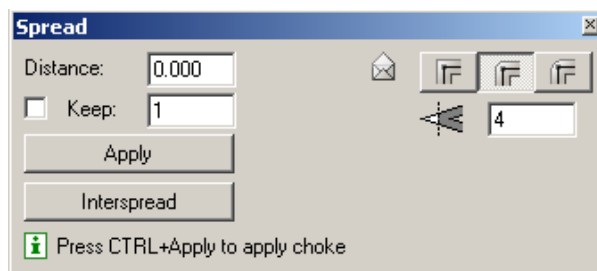 Spread
Distance: 0.000
Keep: 1
4
Apply
Interspread
Press CTRL+Apply to apply choke